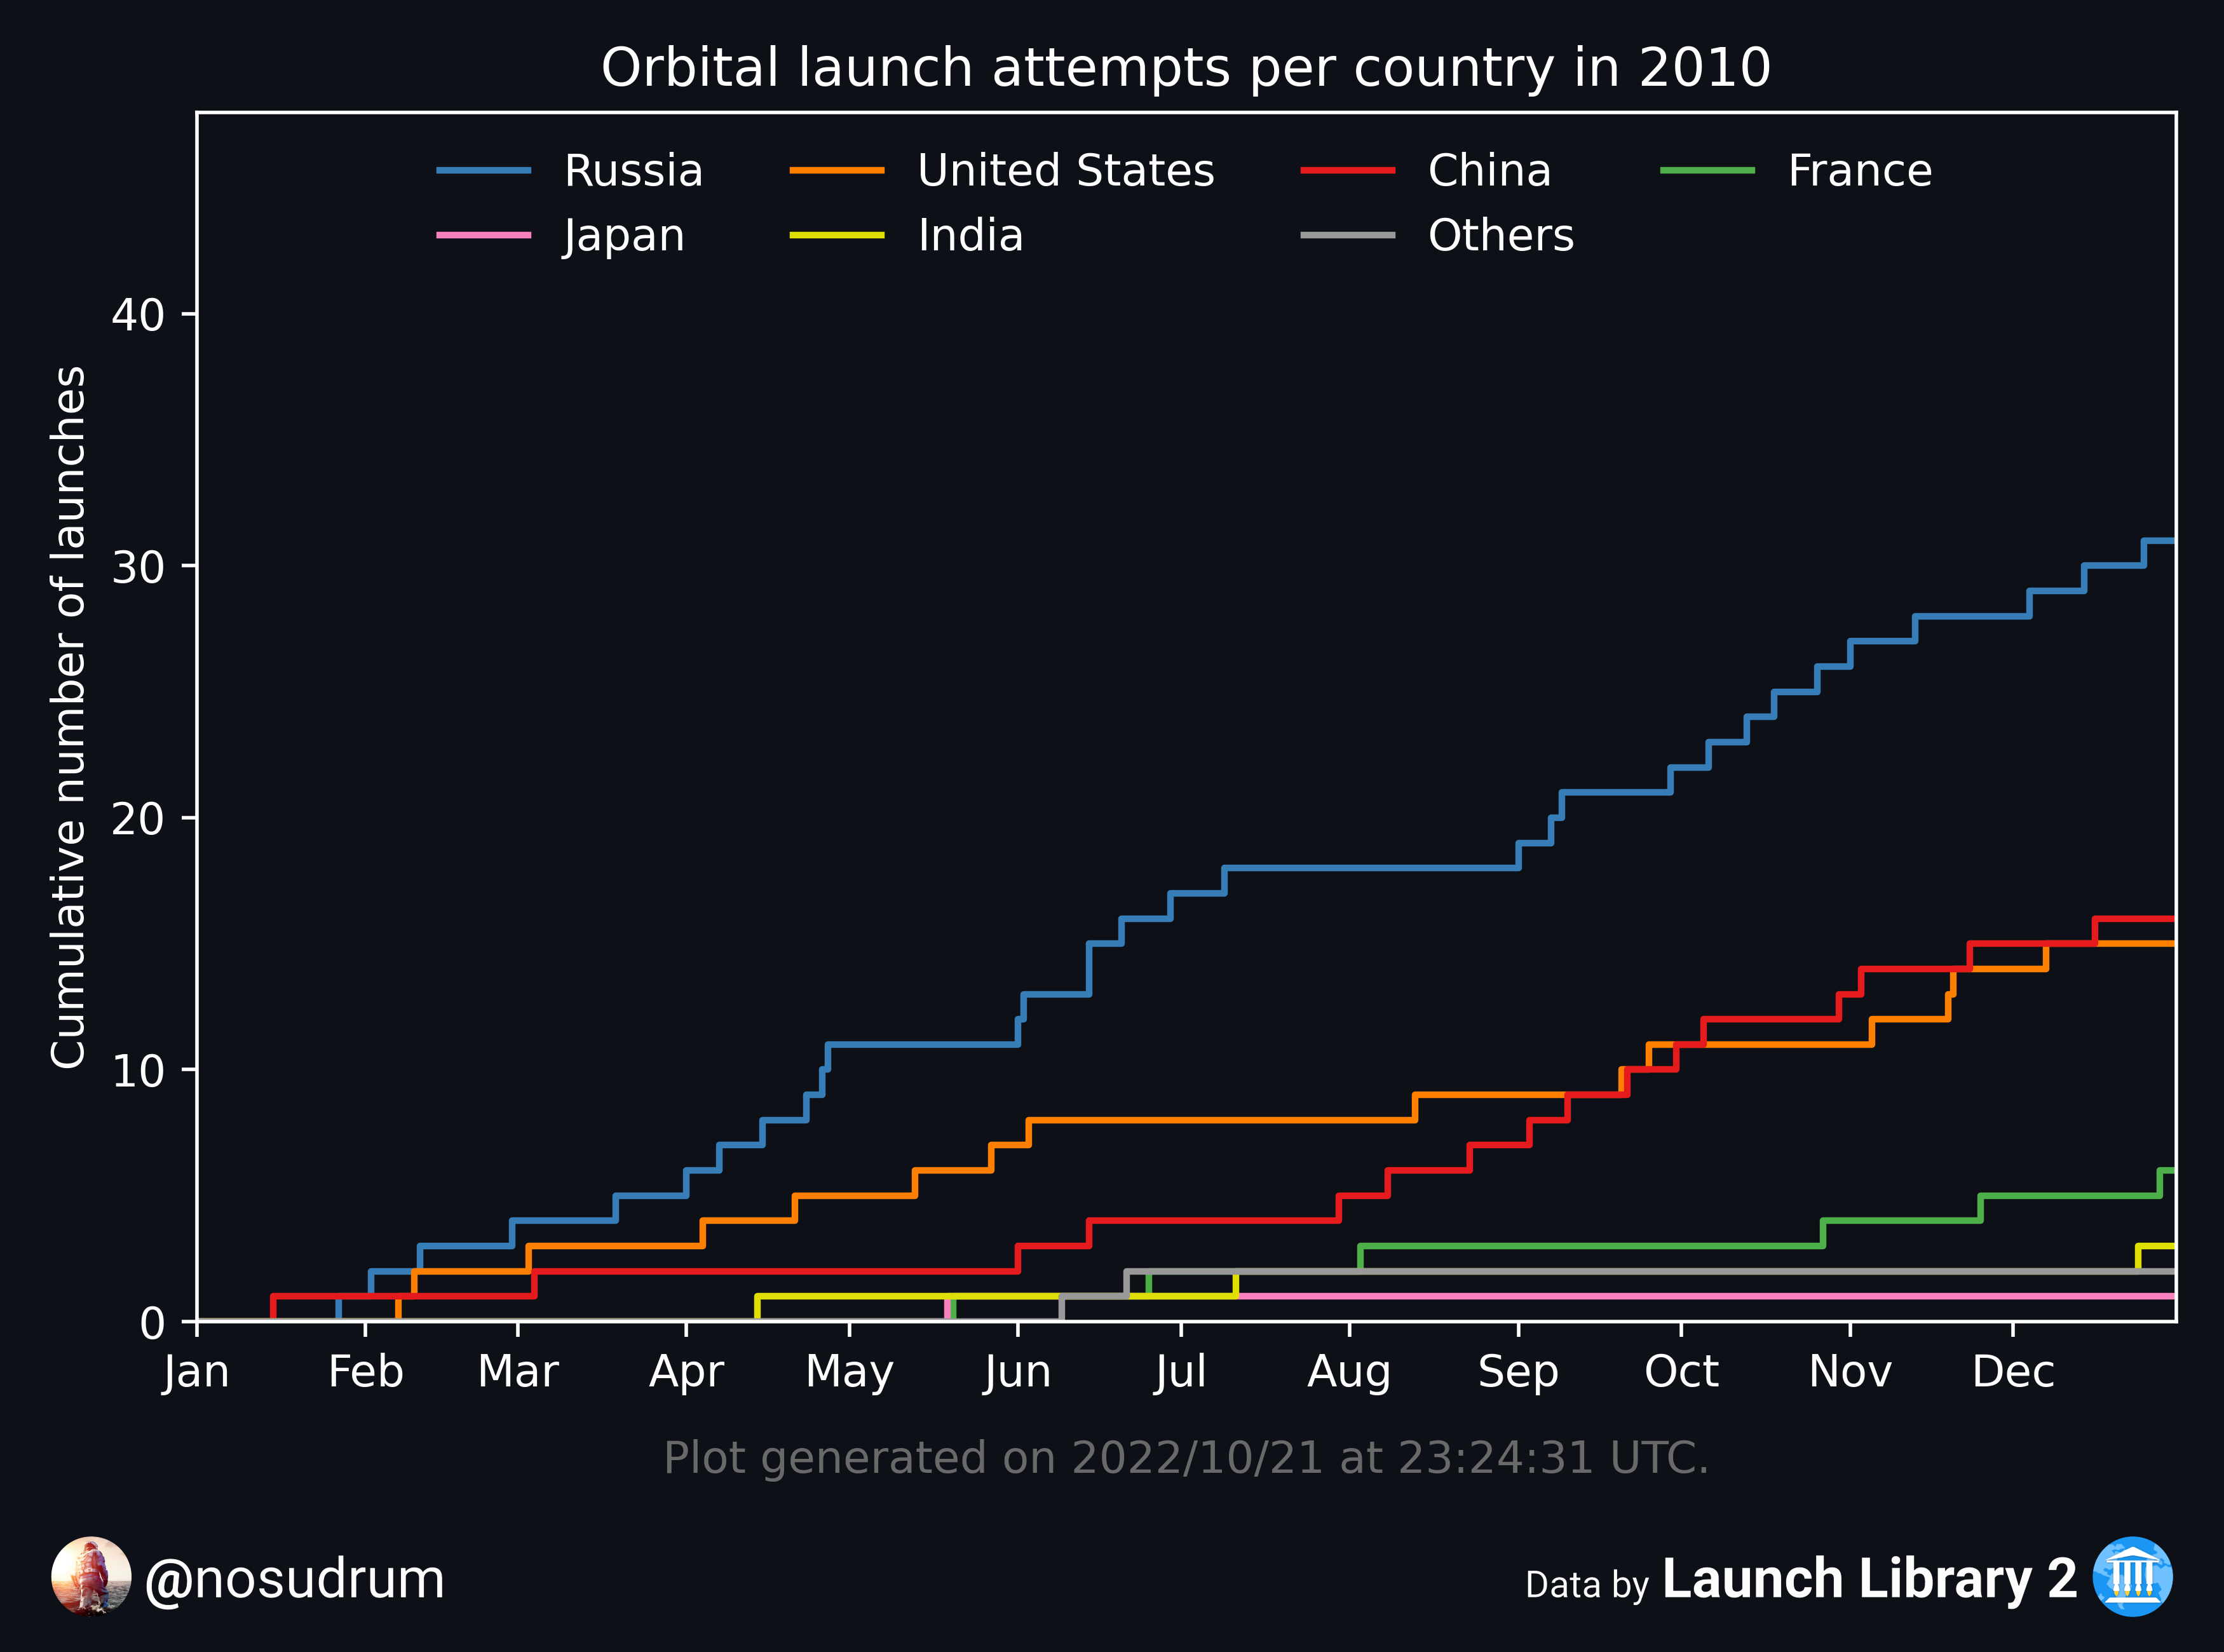 Orbital launch attempts per country in 2010
Russia United States China France
Japan India Others
Cumulative number of launches
40
30
20
10
0
Jan Feb Mar Apr May Jun Jul Aug Sep Oct Nov Dec
Plot generated on 2022/10/21 at 23:24:31 UTC.
@nosudrum
Data by Launch Library 2